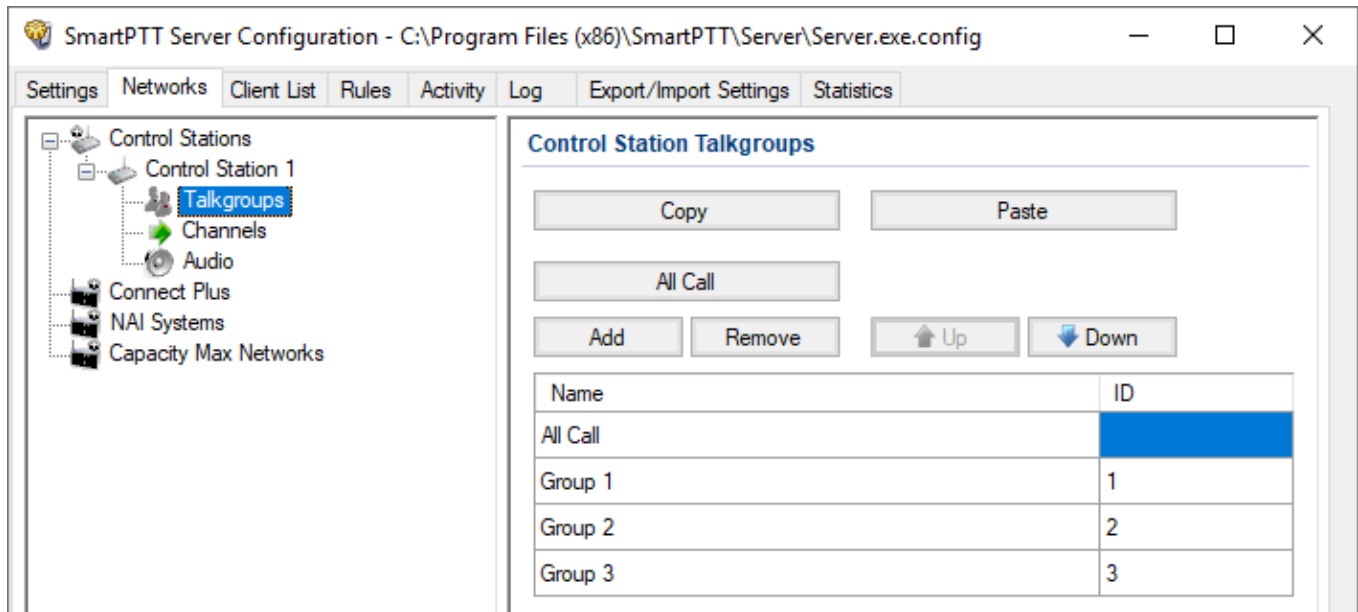 SmartPTT Server Configuration - C:\Program Files (x86)\SmartPTT\Server\Server.exe.config
Settings Networks Client List Rules Activity Log Export/Import Settings Statistics
Control Stations
Control Station 1
Talkgroups
Channels
Audio
Connect Plus
NAI Systems
Capacity Max Networks
Control Station Talkgroups
Copy Paste
All Call
Add Remove Up Down
Name ID
All Call
Group 1 1
Group 2 2
Group 3 3